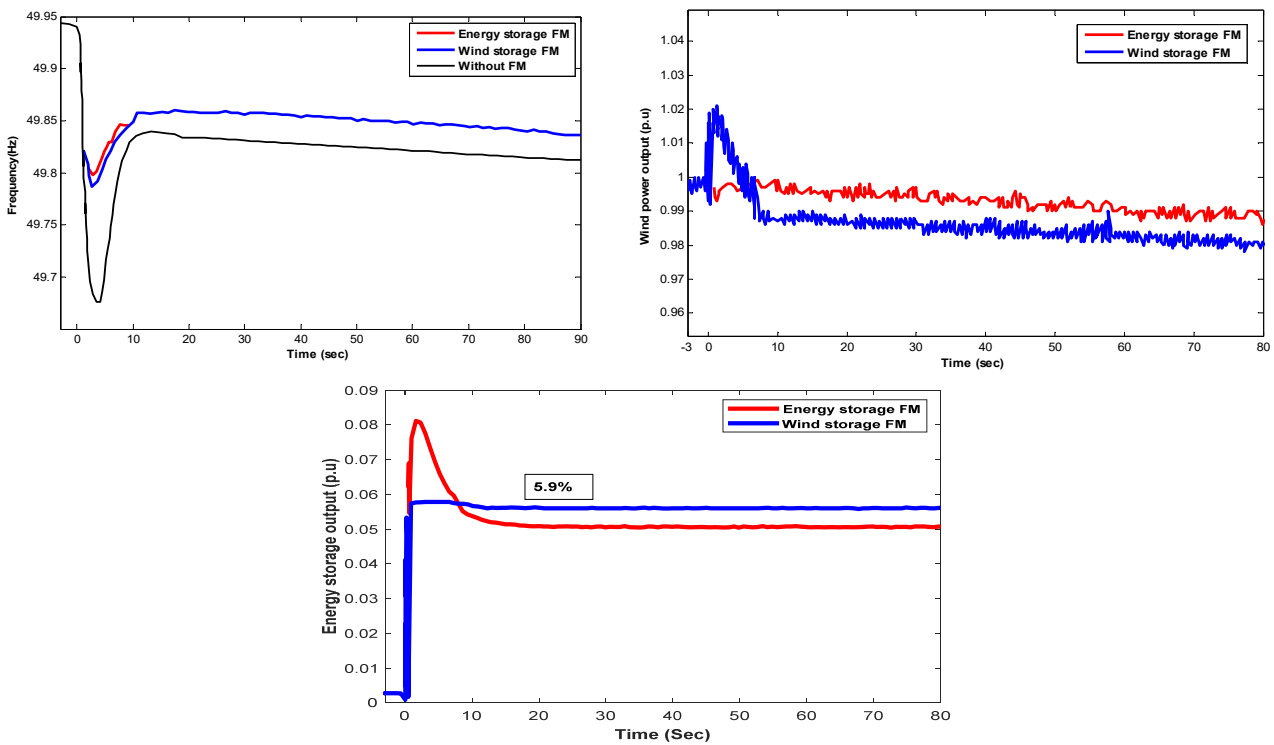 49.95
49.9
49.85
49.8
49.75
49.7
Frequency(Hz)
0 10 20 30 40 50 60 70 80 90
Time (sec)
Energy storage FM
Wind storage FM
Without FM
1.04
1.03
1.02
1.01
1
0.99
0.98
0.97
0.96
Wind power output (p.u)
-3 0 10 20 30 40 50 60 70 80
Time (sec)
Energy storage FM
Wind storage FM
0.09
0.08
0.07
0.06
0.05
0.04
0.03
0.02
0.01
0
Energy storage output (p.u)
0 10 20 30 40 50 60 70 80
Time (Sec)
Energy storage FM
Wind storage FM
5.9%